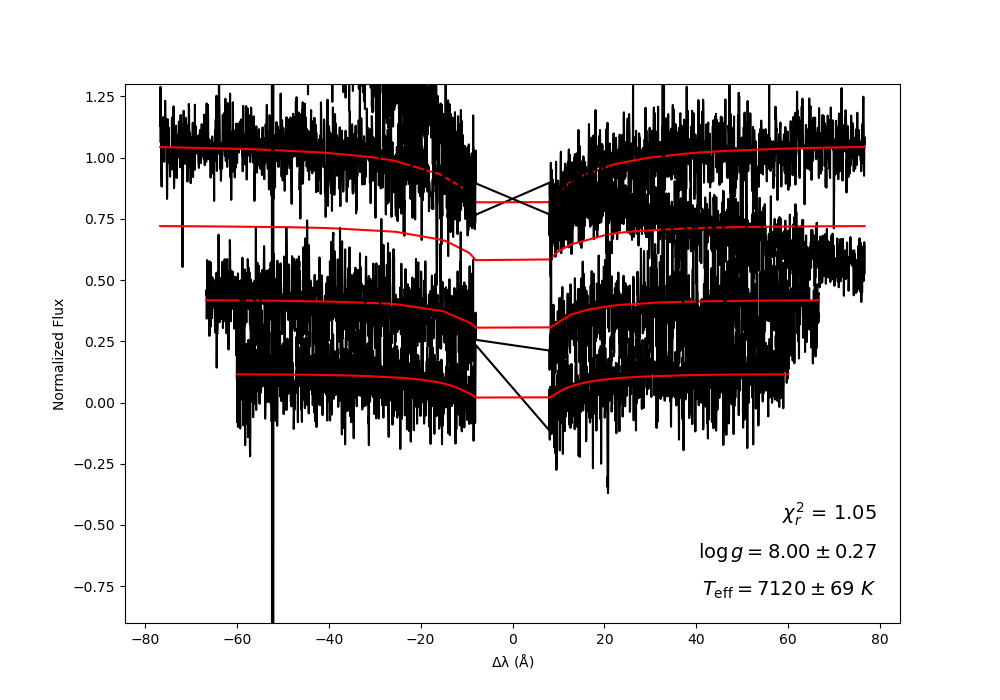 1.25
1.00
0.75
0.50
0.25
0.00
−0.25
−0.50
−0.75
Normalized Flux
χ²ᵣ = 1.05
log g = 8.00 ± 0.27
T_eff = 7120 ± 69 K
−80 −60 −40 −20 0 20 40 60 80
Δλ (Å)